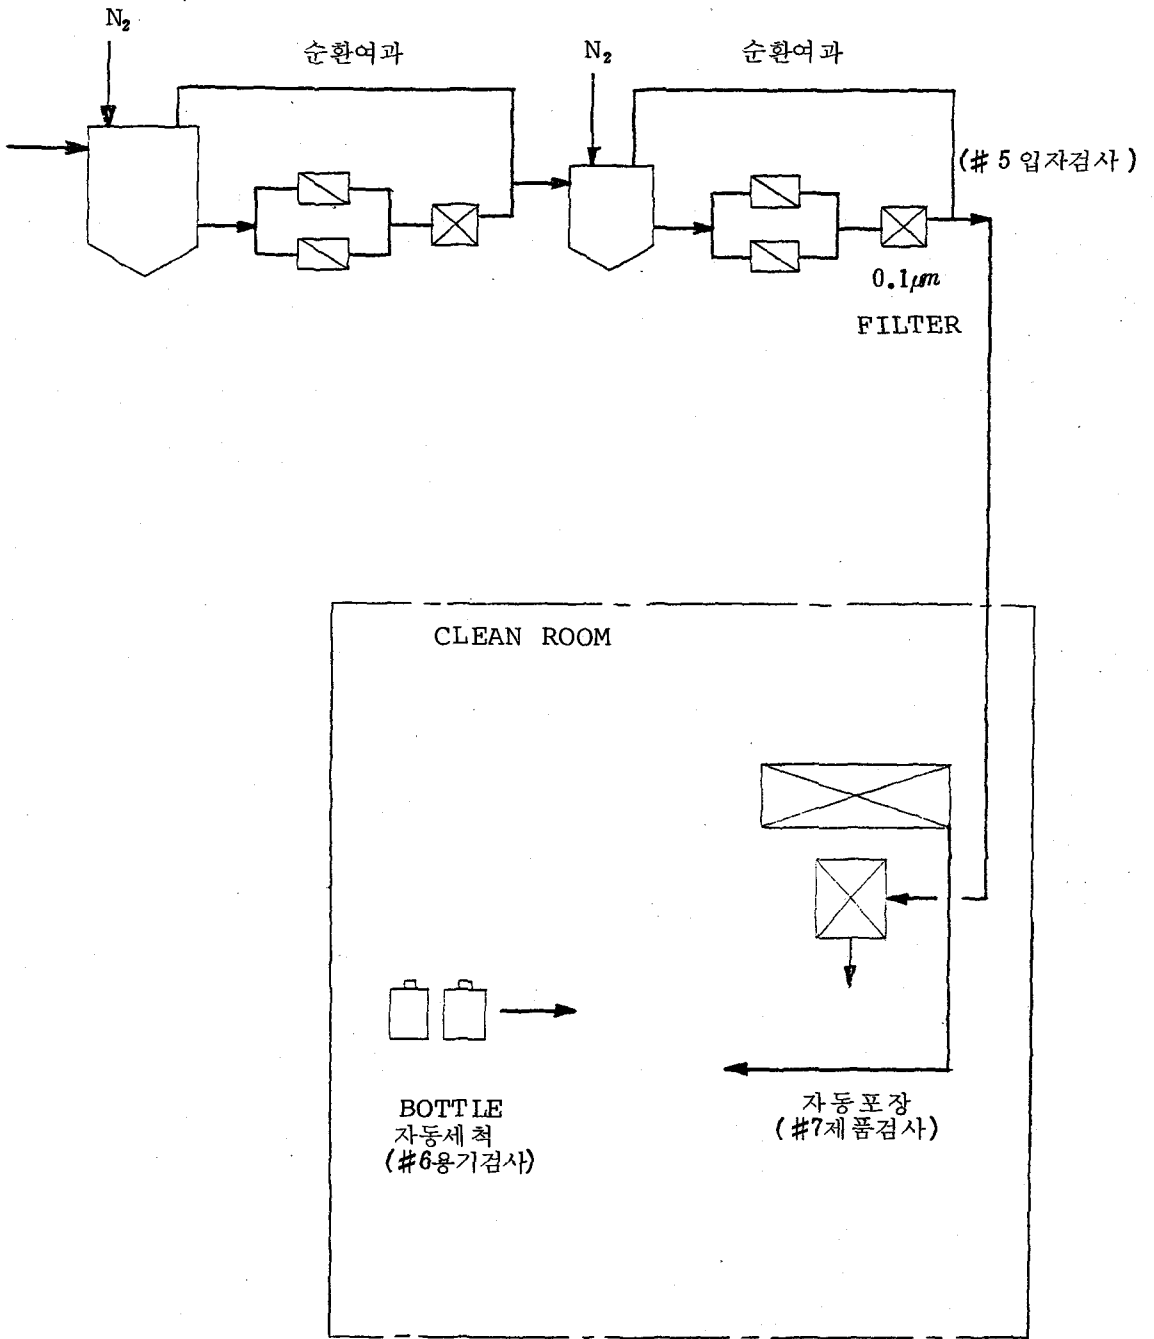 N₂
순환여과
N₂
순환여과
(#5입자검사)
0.1μm
FILTER
CLEAN ROOM
BOTTLE
자동세척
(#6용기검사)
자동포장
(#7제품검사)